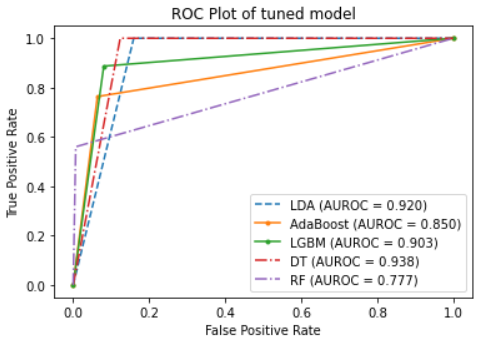 ROC Plot of tuned model
True Positive Rate
1.0
0.8
0.6
0.4
0.2
0.0
LDA (AUROC = 0.920)
AdaBoost (AUROC = 0.850)
LGBM (AUROC = 0.903)
DT (AUROC = 0.938)
RF (AUROC = 0.777)
0.0 0.2 0.4 0.6 0.8 1.0
False Positive Rate